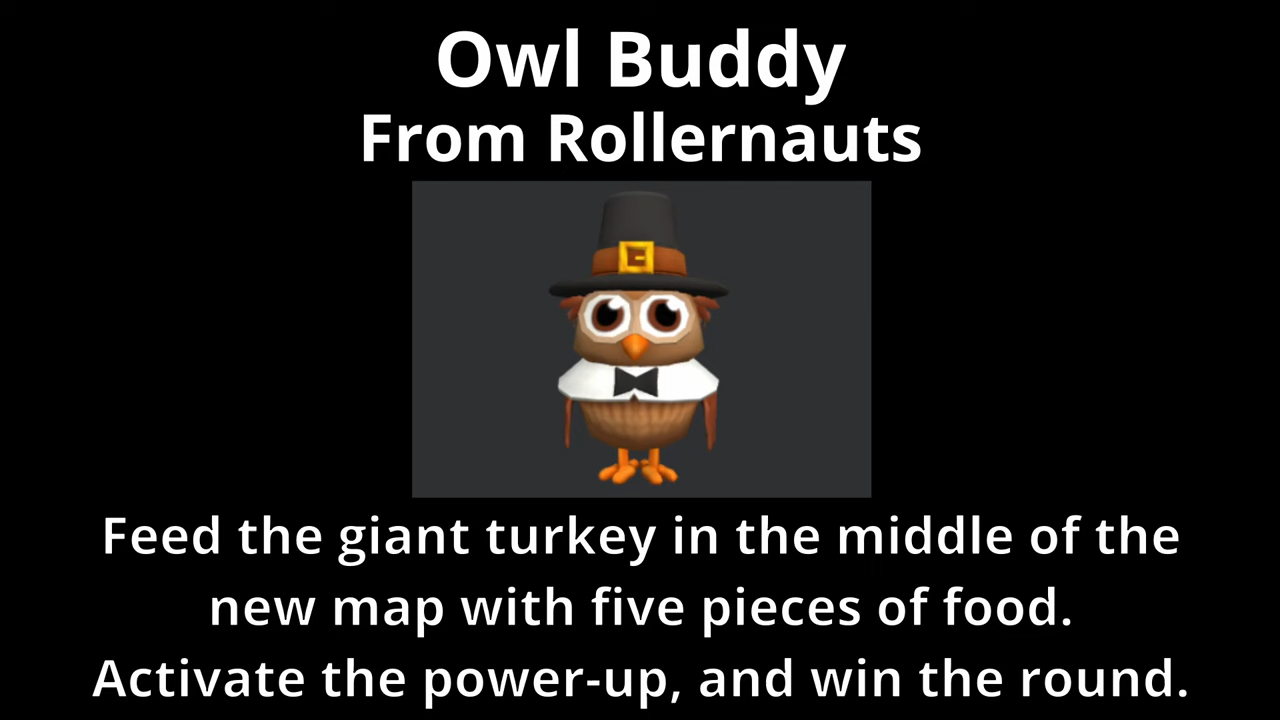 Owl Buddy
From Rollernauts
Feed the giant turkey in the middle of the
new map with five pieces of food.
Activate the power-up, and win the round.